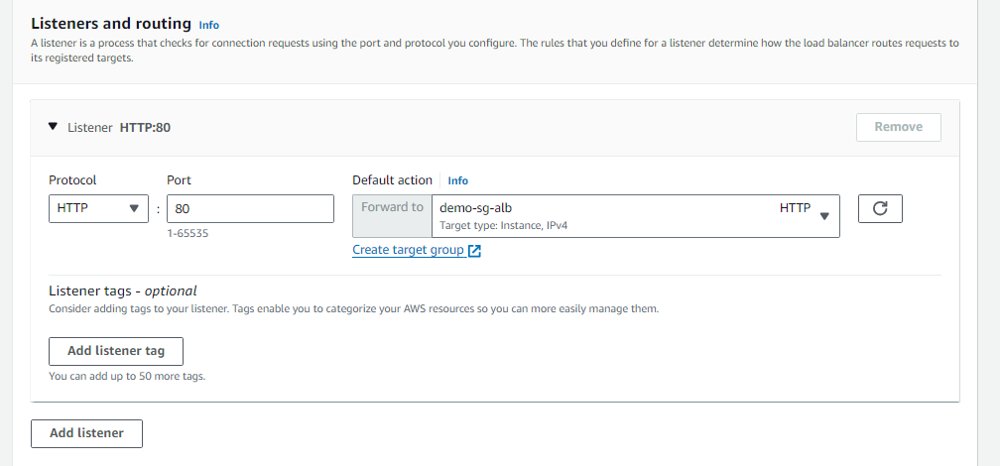 Listeners and routing Info
A listener is a process that checks for connection requests using the port and protocol you configure. The rules that you define for a listener determine how the load balancer routes requests to
its registered targets.
Listener HTTP:80
Remove
Protocol
Port
Default action Info
HTTP
:
80
Forward to
demo-sg-alb
HTTP
Target type: Instance, IPv4
1-65535
Create target group
Listener tags - optional
Consider adding tags to your listener. Tags enable you to categorize your AWS resources so you can more easily manage them.
Add listener tag
You can add up to 50 more tags.
Add listener